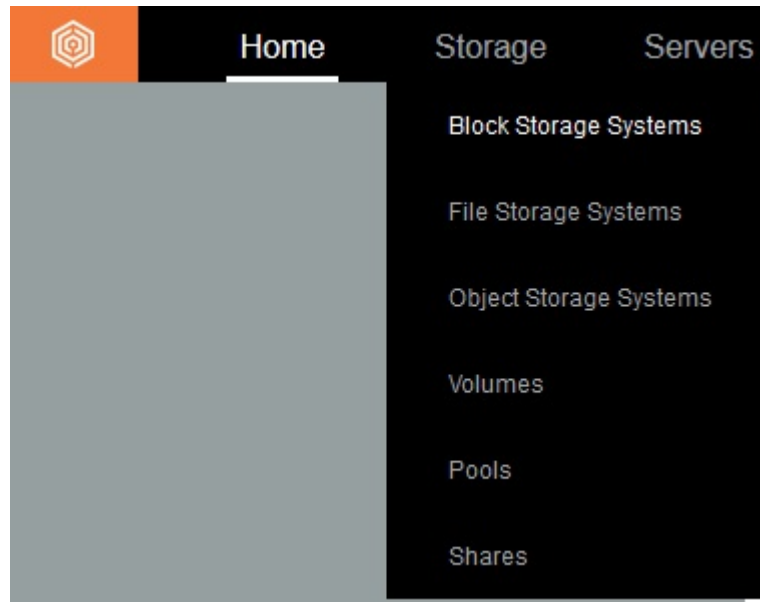 Home Storage Servers
Block Storage Systems
File Storage Systems
Object Storage Systems
Volumes
Pools
Shares